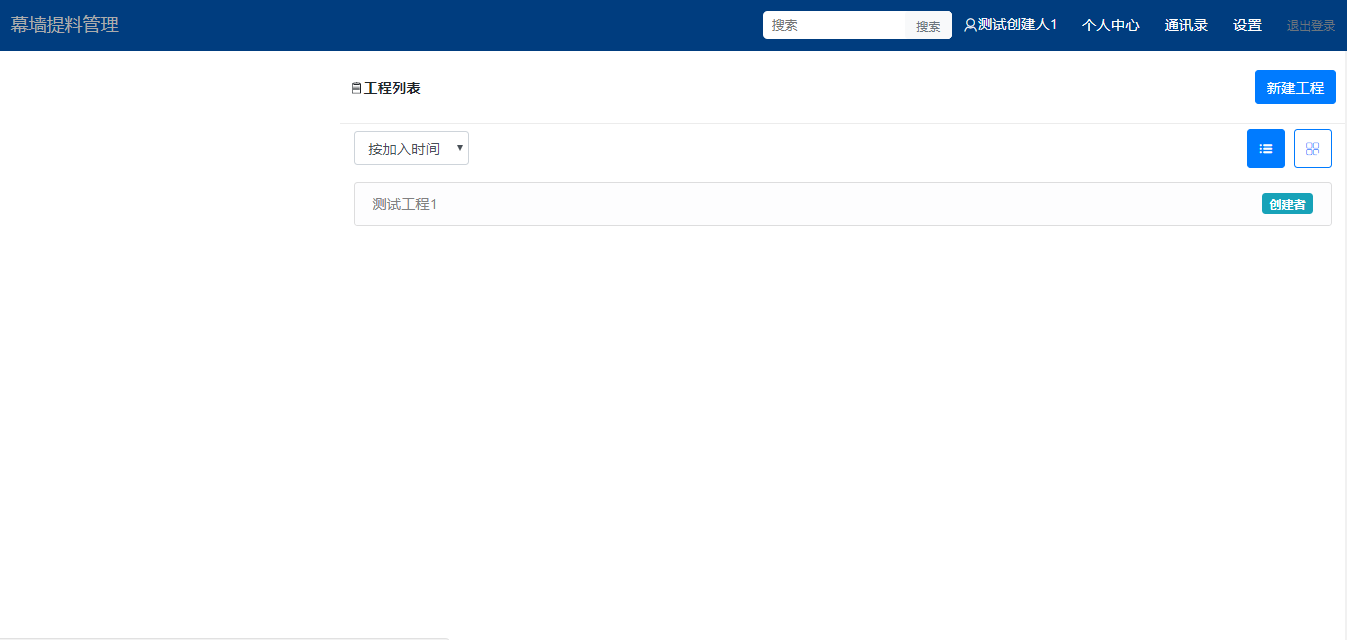 幕墙提料管理
搜索 搜索 测试创建人1 个人中心 通讯录 设置 退出登录
工程列表 新建工程
按加入时间
测试工程1 创建者